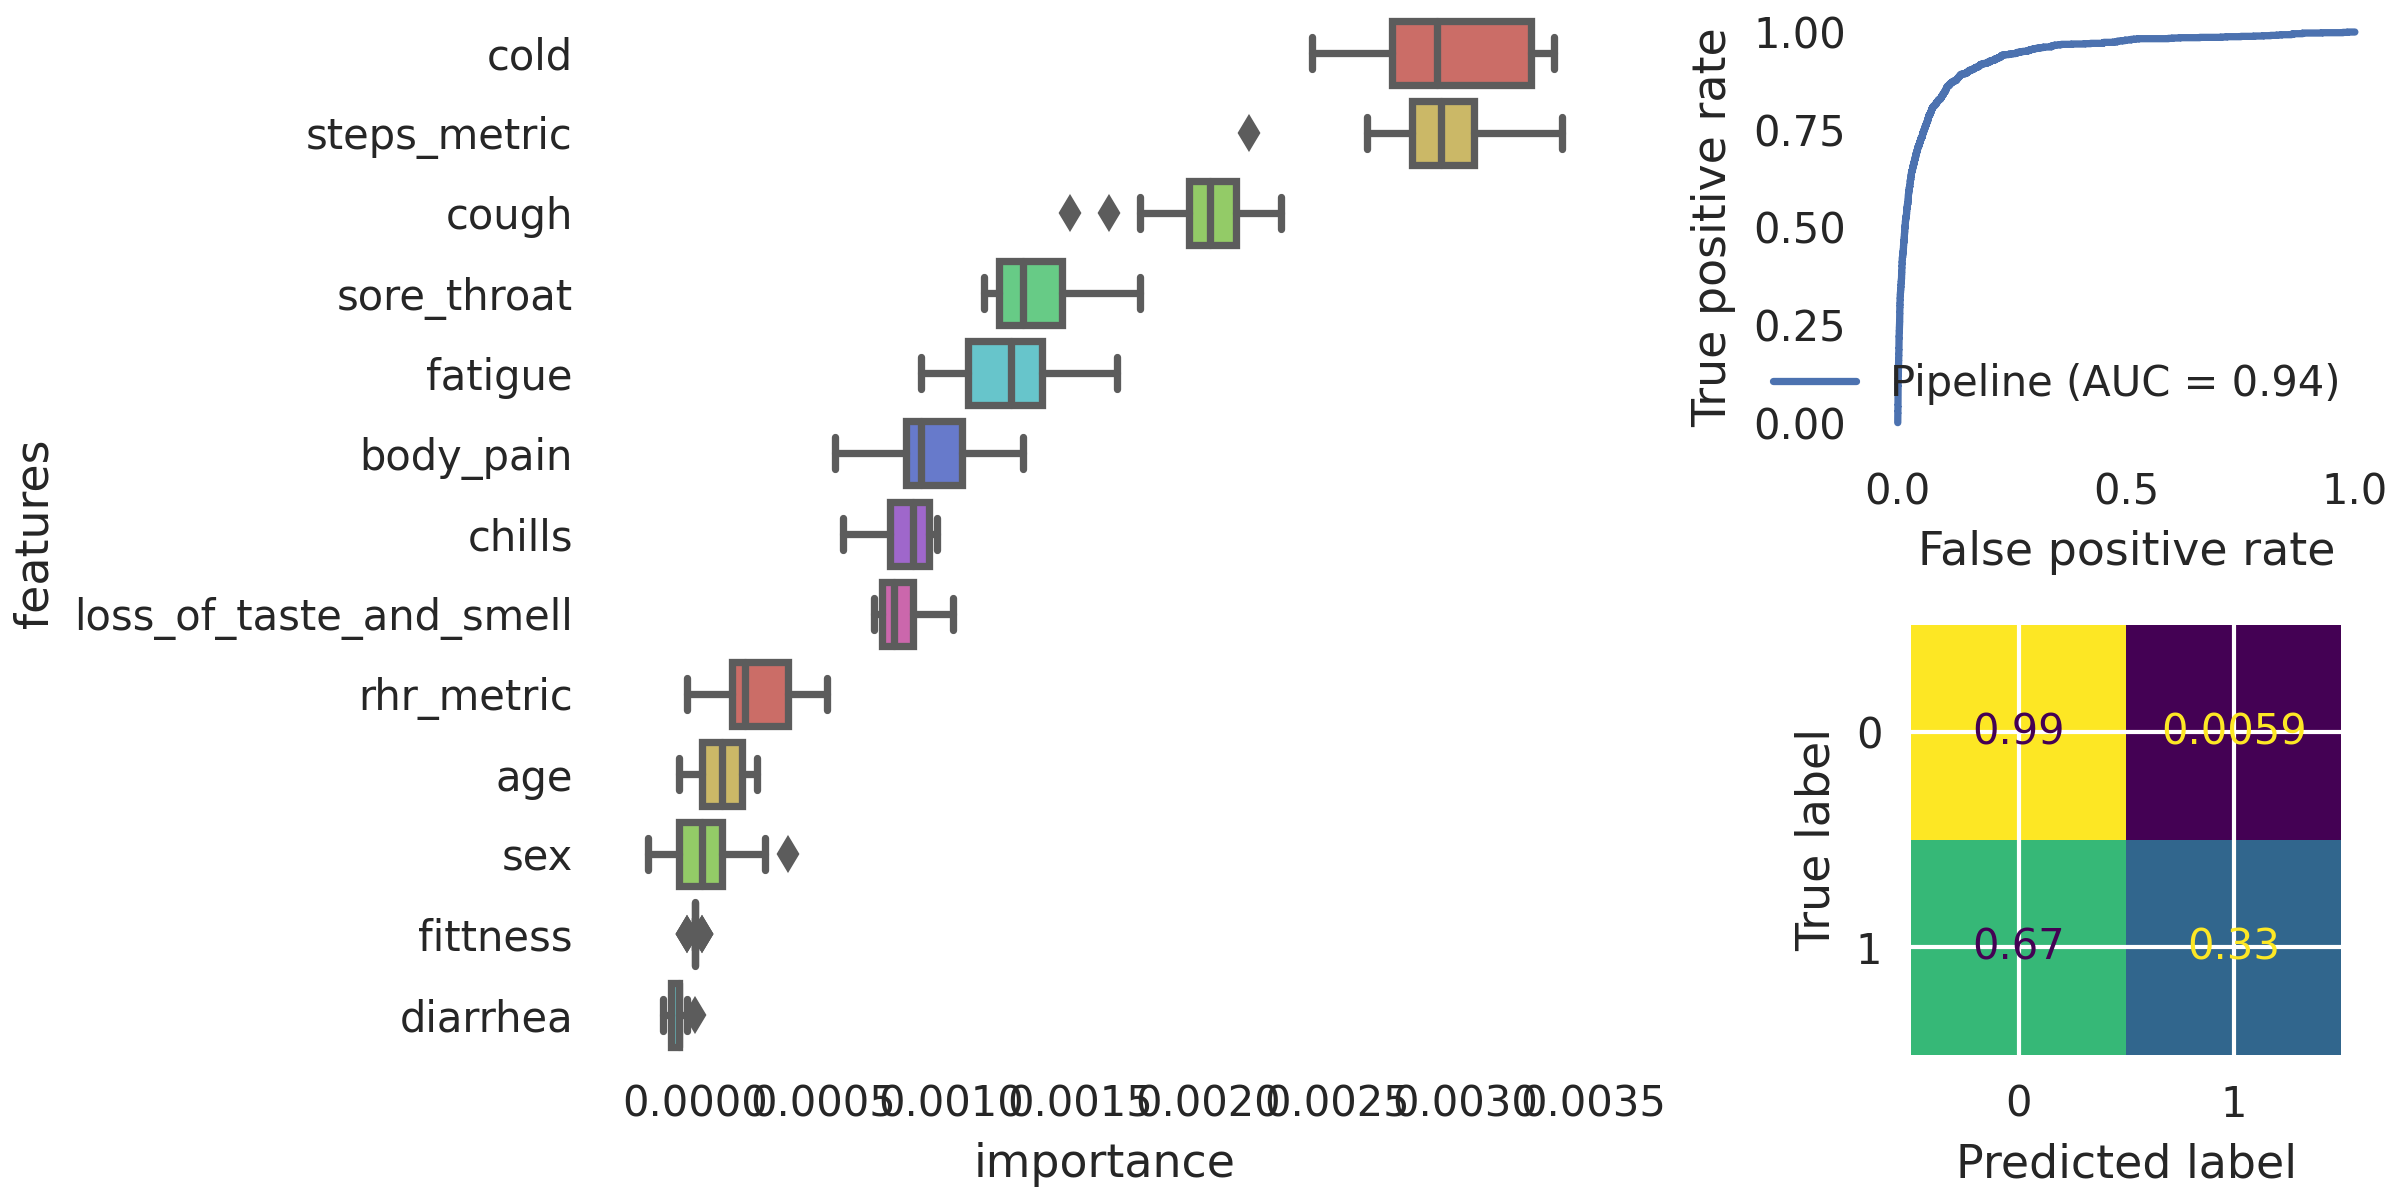 features
cold
steps_metric
cough
sore_throat
fatigue
body_pain
chills
loss_of_taste_and_smell
rhr_metric
age
sex
fittness
diarrhea
0.0000 0.0005 0.0010 0.0015 0.0020 0.0025 0.0030 0.0035
importance
True positive rate
1.00
0.75
0.50
0.25
0.00
Pipeline (AUC = 0.94)
0.0 0.5 1.0
False positive rate
True label
0
1
0.99 0.0059
0.67 0.33
0 1
Predicted label